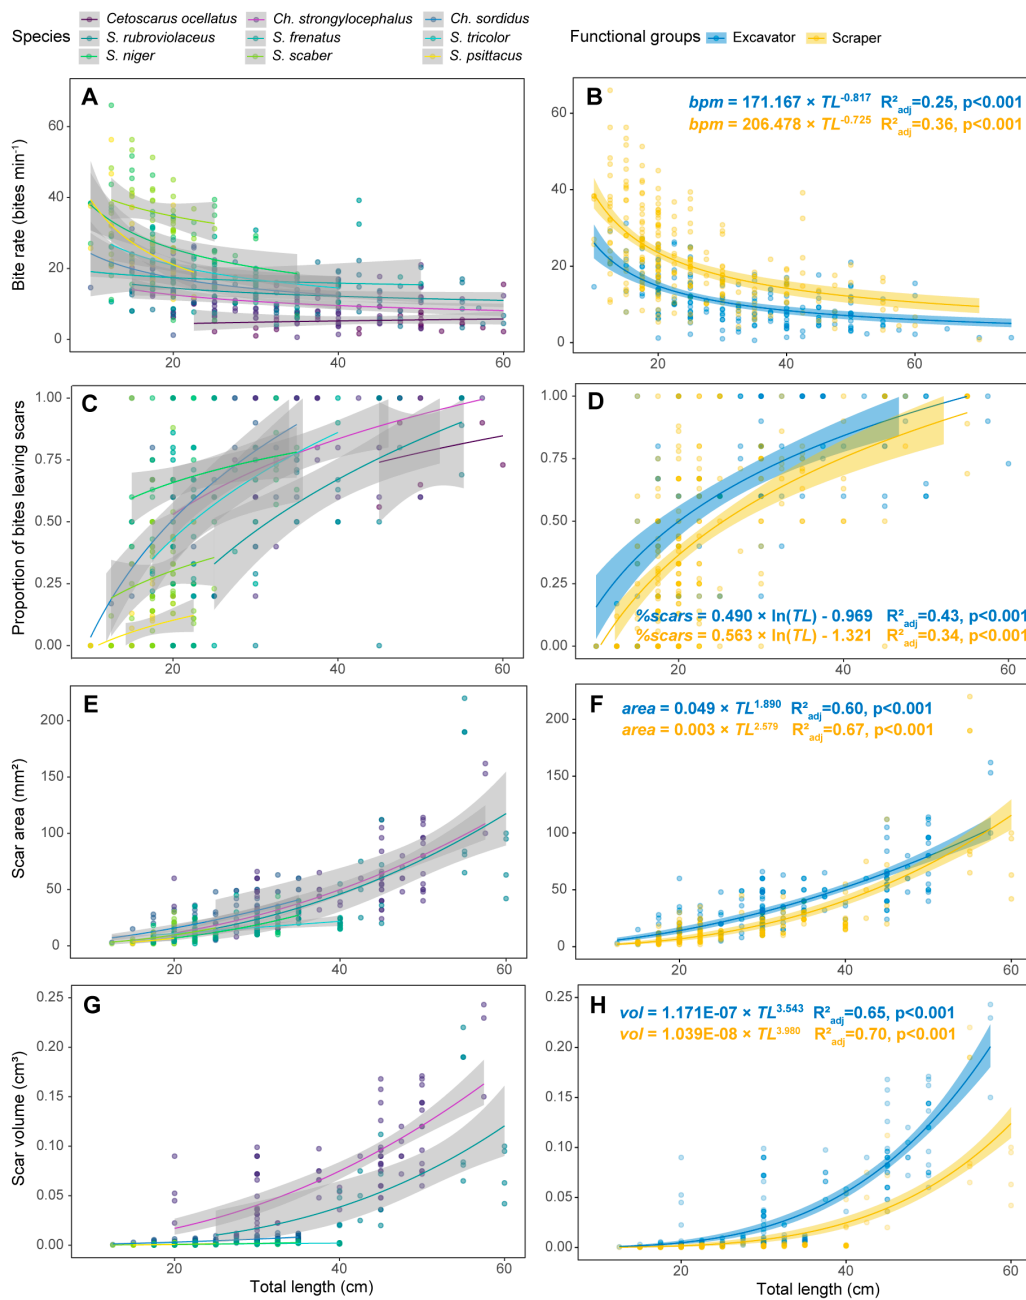 Species
Cetoscarus ocellatus
Ch. strongylocephalus
Ch. sordidus
S. rubroviolaceus
S. frenatus
S. tricolor
S. niger
S. scaber
S. psittacus
Functional groups
Excavator
Scraper
A
Bite rate (bites min⁻¹)
60
40
20
0
20
40
60
B
bpm = 171.167 × TL⁻⁰·⁸¹⁷ R²adj=0.25, p<0.001
bpm = 206.478 × TL⁻⁰·⁷²⁵ R²adj=0.36, p<0.001
60
40
20
0
20
40
60
C
Proportion of bites leaving scars
1.00
0.75
0.50
0.25
0.00
20
40
60
D
1.00
0.75
0.50
0.25
0.00
%scars = 0.490 × ln(TL) - 0.969 R²adj=0.43, p<0.001
%scars = 0.563 × ln(TL) - 1.321 R²adj=0.34, p<0.001
20
40
60
E
Scar area (mm²)
200
150
100
50
0
20
40
60
F
area = 0.049 × TL¹·⁸⁹⁰ R²adj=0.60, p<0.001
area = 0.003 × TL²·⁵⁷⁹ R²adj=0.67, p<0.001
200
150
100
50
0
20
40
60
G
Scar volume (cm³)
0.25
0.20
0.15
0.10
0.05
0.00
20
40
60
Total length (cm)
H
vol = 1.171E-07 × TL³·⁵⁴³ R²adj=0.65, p<0.001
vol = 1.039E-08 × TL³·⁹⁸⁰ R²adj=0.70, p<0.001
0.25
0.20
0.15
0.10
0.05
0.00
20
40
60
Total length (cm)